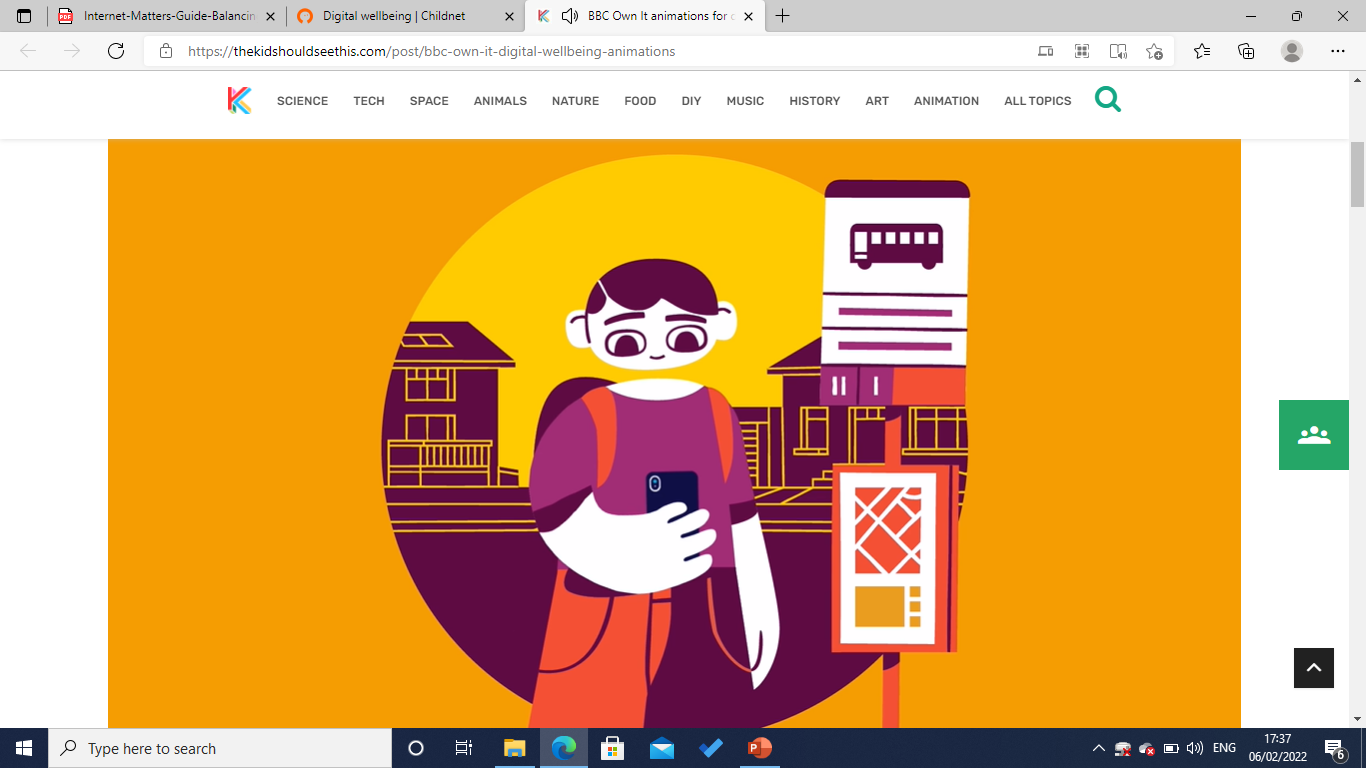 Internet-Matters-Guide-Balancin
Digital wellbeing | Childnet
BBC Own It animations for c
https://thekidshouldseethis.com/post/bbc-own-it-digital-wellbeing-animations
SCIENCE TECH SPACE ANIMALS NATURE FOOD DIY MUSIC HISTORY ART ANIMATION ALL TOPICS
Type here to search
ENG
17:37
06/02/2022
6